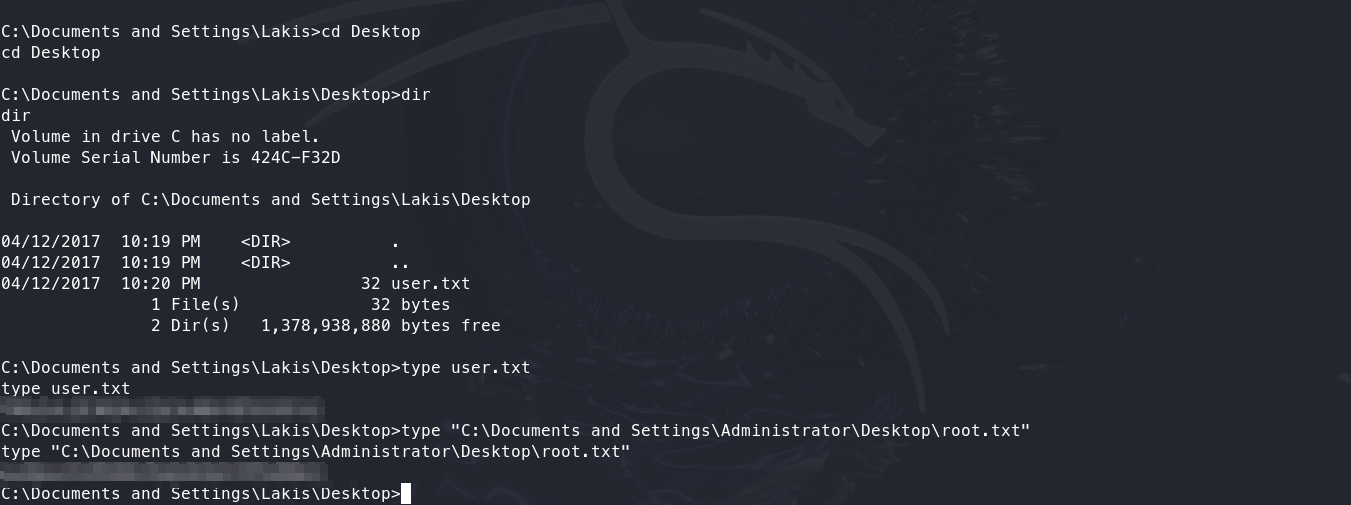 C:\Documents and Settings\Lakis>cd Desktop
cd Desktop
C:\Documents and Settings\Lakis\Desktop>dir
dir
 Volume in drive C has no label.
 Volume Serial Number is 424C-F32D
 Directory of C:\Documents and Settings\Lakis\Desktop
04/12/2017  10:19 PM    <DIR>          .
04/12/2017  10:19 PM    <DIR>          ..
04/12/2017  10:20 PM                32 user.txt
               1 File(s)             32 bytes
               2 Dir(s)   1,378,938,880 bytes free
C:\Documents and Settings\Lakis\Desktop>type user.txt
type user.txt
C:\Documents and Settings\Lakis\Desktop>type "C:\Documents and Settings\Administrator\Desktop\root.txt"
type "C:\Documents and Settings\Administrator\Desktop\root.txt"
C:\Documents and Settings\Lakis\Desktop>